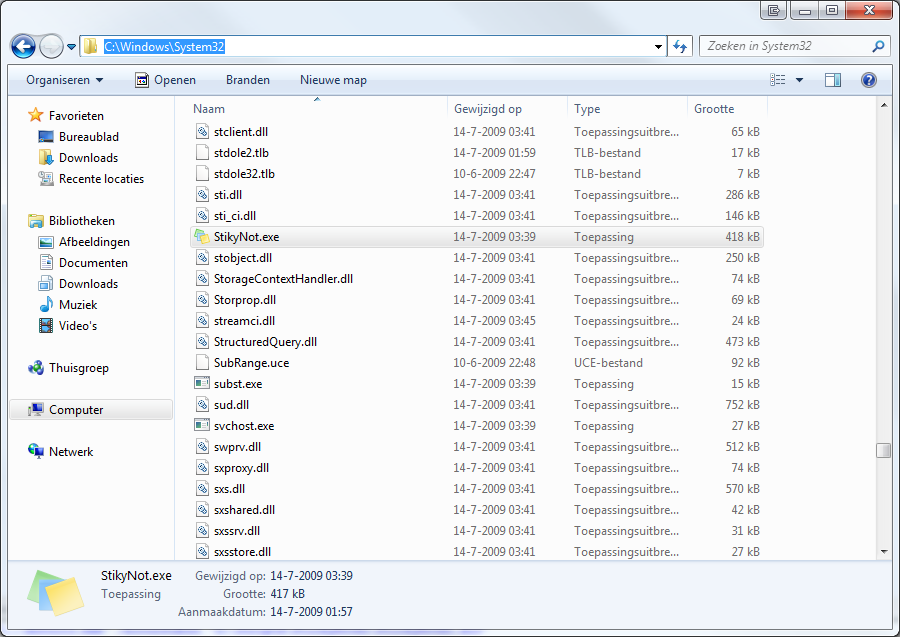 C:\Windows\System32
Zoeken in System32
Organiseren Openen Branden Nieuwe map
Favorieten
Bureaublad
Downloads
Recente locaties
Bibliotheken
Afbeeldingen
Documenten
Downloads
Muziek
Video's
Thuisgroep
Computer
Netwerk
Naam Gewijzigd op Type Grootte
stclient.dll 14-7-2009 03:41 Toepassingsuitbre... 65 kB
stdole2.tlb 14-7-2009 01:59 TLB-bestand 17 kB
stdole32.tlb 10-6-2009 22:47 TLB-bestand 7 kB
sti.dll 14-7-2009 03:41 Toepassingsuitbre... 286 kB
sti_ci.dll 14-7-2009 03:41 Toepassingsuitbre... 146 kB
StikyNot.exe 14-7-2009 03:39 Toepassing 418 kB
stobject.dll 14-7-2009 03:41 Toepassingsuitbre... 250 kB
StorageContextHandler.dll 14-7-2009 03:41 Toepassingsuitbre... 74 kB
Storprop.dll 14-7-2009 03:41 Toepassingsuitbre... 69 kB
streamci.dll 14-7-2009 03:45 Toepassingsuitbre... 24 kB
StructuredQuery.dll 14-7-2009 03:41 Toepassingsuitbre... 473 kB
SubRange.uce 10-6-2009 22:48 UCE-bestand 92 kB
subst.exe 14-7-2009 03:39 Toepassing 15 kB
sud.dll 14-7-2009 03:41 Toepassingsuitbre... 752 kB
svchost.exe 14-7-2009 03:39 Toepassing 27 kB
swprv.dll 14-7-2009 03:41 Toepassingsuitbre... 512 kB
sxproxy.dll 14-7-2009 03:41 Toepassingsuitbre... 74 kB
sxs.dll 14-7-2009 03:41 Toepassingsuitbre... 570 kB
sxshared.dll 14-7-2009 03:41 Toepassingsuitbre... 42 kB
sxssrv.dll 14-7-2009 03:41 Toepassingsuitbre... 31 kB
sxsstore.dll 14-7-2009 03:41 Toepassingsuitbre... 27 kB
StikyNot.exe Gewijzigd op: 14-7-2009 03:39
Toepassing Grootte: 417 kB
Aanmaakdatum: 14-7-2009 01:57